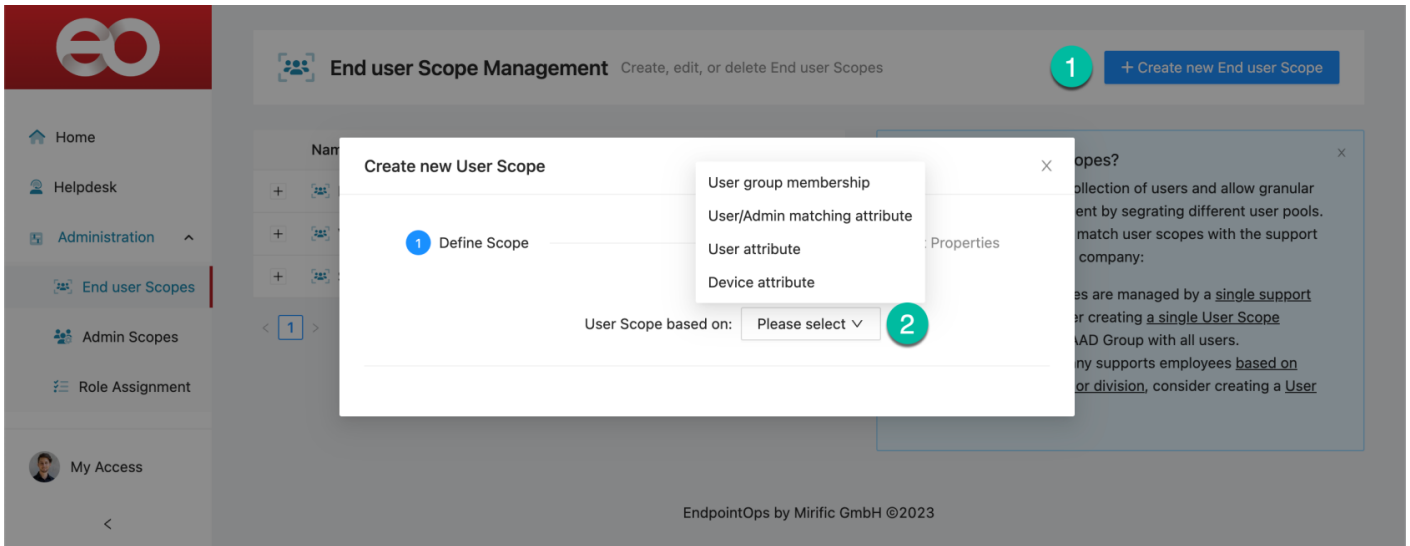 eo
End user Scope Management Create, edit, or delete End user Scopes
1
+ Create new End user Scope
Home
Helpdesk
Administration
End user Scopes
Admin Scopes
Role Assignment
My Access
<
+
+
+
< 1 >
Create new User Scope
1 Define Scope
Properties
User group membership
User/Admin matching attribute
User attribute
Device attribute
User Scope based on: Please select
2
opes?
ollection of users and allow granular
ent by segrating different user pools.
match user scopes with the support
company:
es are managed by a single support
er creating a single User Scope
AD Group with all users.
ny supports employees based on
or division, consider creating a User
EndpointOps by Mirific GmbH ©2023